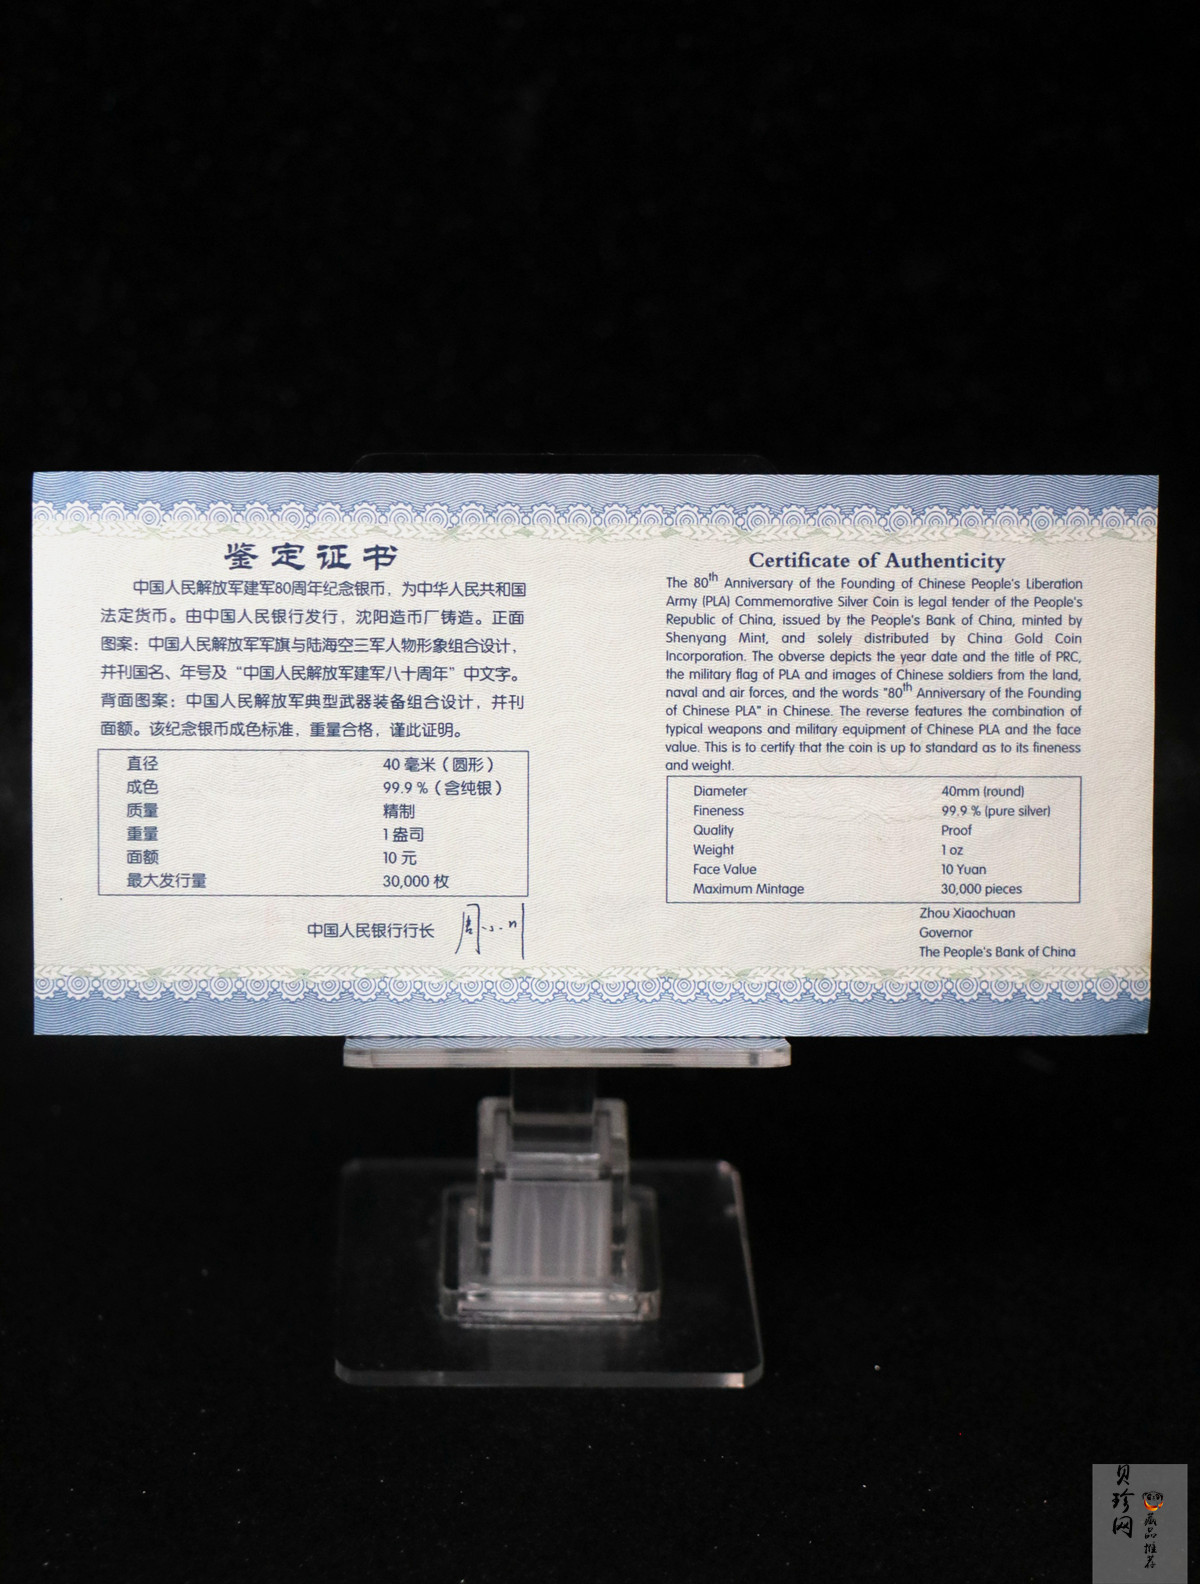 鉴定证书
中国人民解放军建军80周年纪念银币，为中华人民共和国
法定货币。由中国人民银行发行，沈阳造币厂铸造。正面
图案：中国人民解放军军旗与陆海空三军人物形象组合设计，
并刊国名、年号及“中国人民解放军建军八十周年”中文字。
背面图案：中国人民解放军典型武器装备组合设计，并刊
面额。该纪念银币成色标准，重量合格，谨此证明。
直径 40 毫米（圆形）
成色 99.9 %（含纯银）
质量 精制
重量 1 盎司
面额 10 元
最大发行量 30,000 枚
中国人民银行行长
Certificate of Authenticity
The 80th Anniversary of the Founding of Chinese People's Liberation
Army (PLA) Commemorative Silver Coin is legal tender of the People's
Republic of China, issued by the People's Bank of China, minted by
Shenyang Mint, and solely distributed by China Gold Coin
Incorporation. The obverse depicts the year date and the title of PRC,
the military flag of PLA and images of Chinese soldiers from the land,
naval and air forces, and the words "80th Anniversary of the Founding
of Chinese PLA" in Chinese. The reverse features the combination of
typical weapons and military equipment of Chinese PLA and the face
value. This is to certify that the coin is up to standard as to its fineness
and weight.
Diameter 40mm (round)
Fineness 99.9 % (pure silver)
Quality Proof
Weight 1 oz
Face Value 10 Yuan
Maximum Mintage 30,000 pieces
Zhou Xiaochuan
Governor
The People's Bank of China
贝珍网
藏品推荐